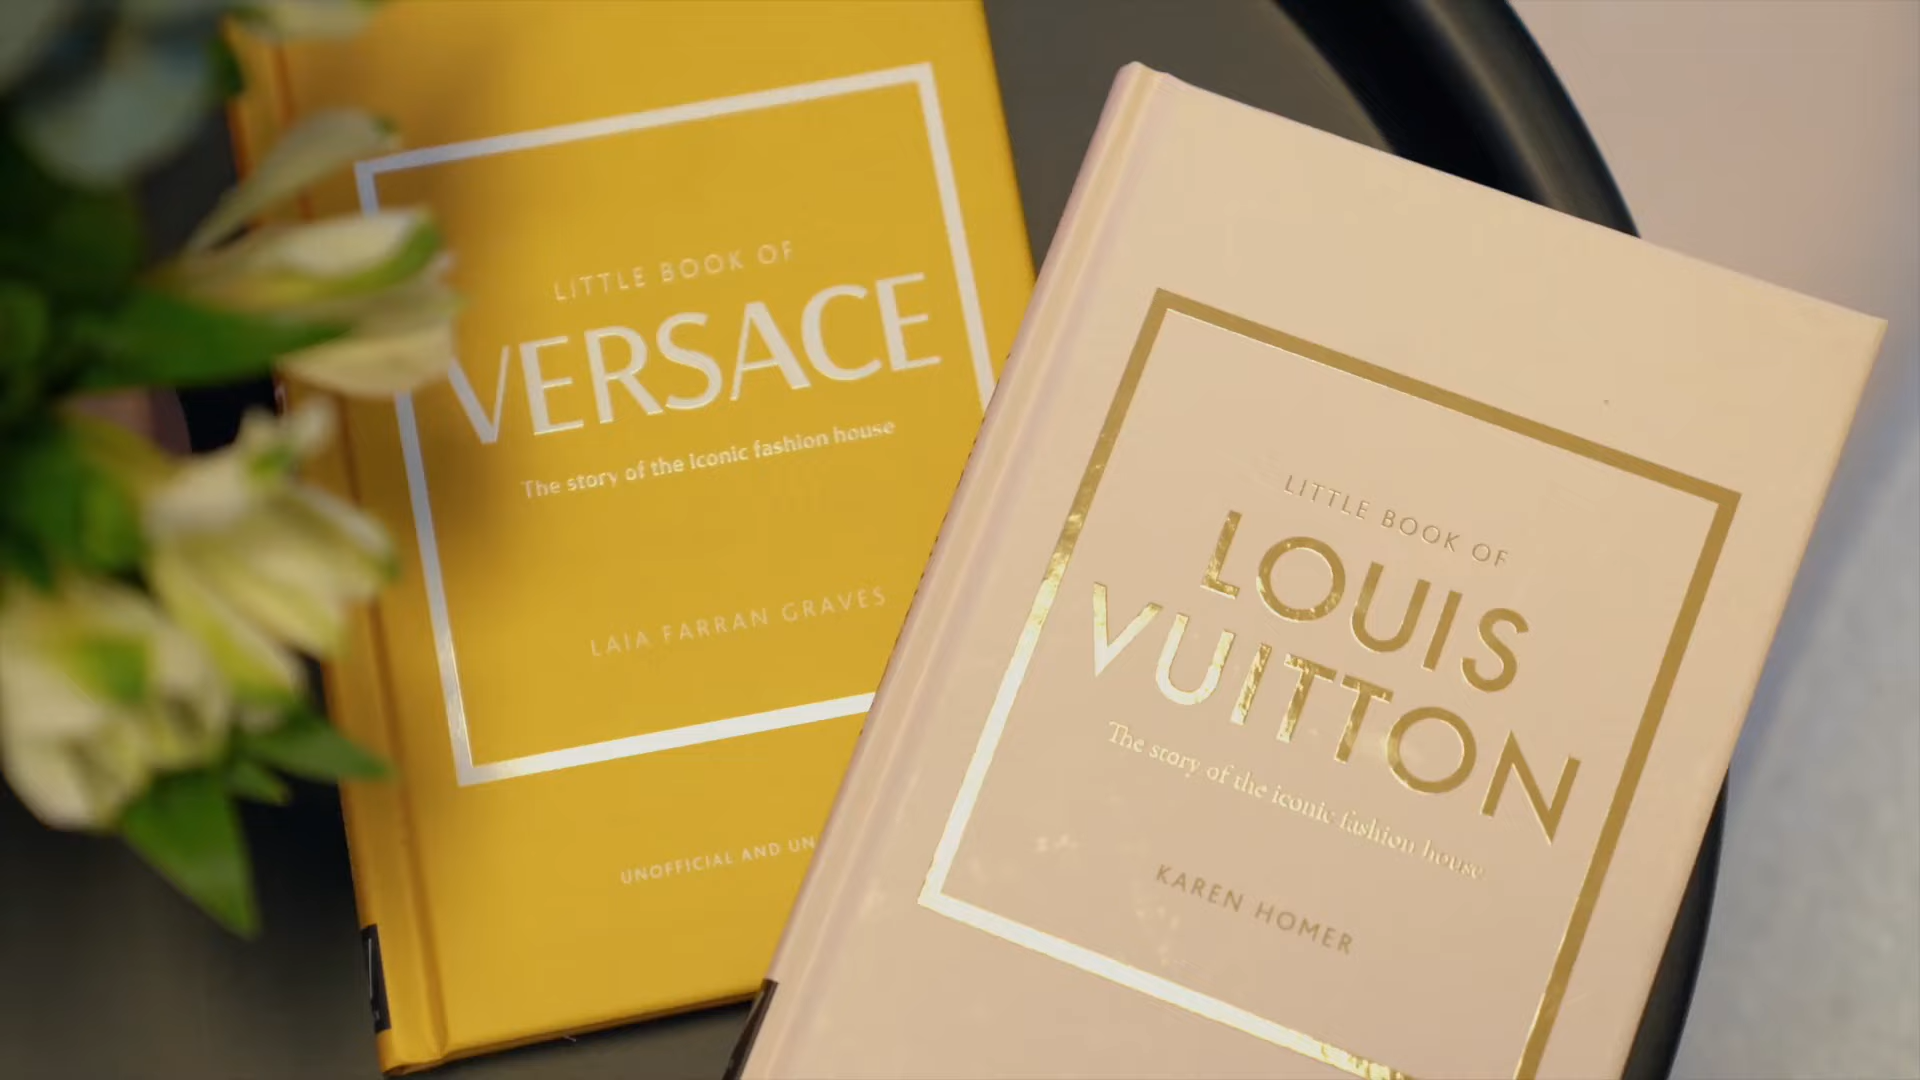 LITTLE BOOK OF
VERSACE
The story of the iconic fashion house
LAIA FARRAN GRAVES
UNOFFICIAL AND UN
LITTLE BOOK OF
LOUIS
VUITTON
The story of the iconic fashion house
KAREN HOMER